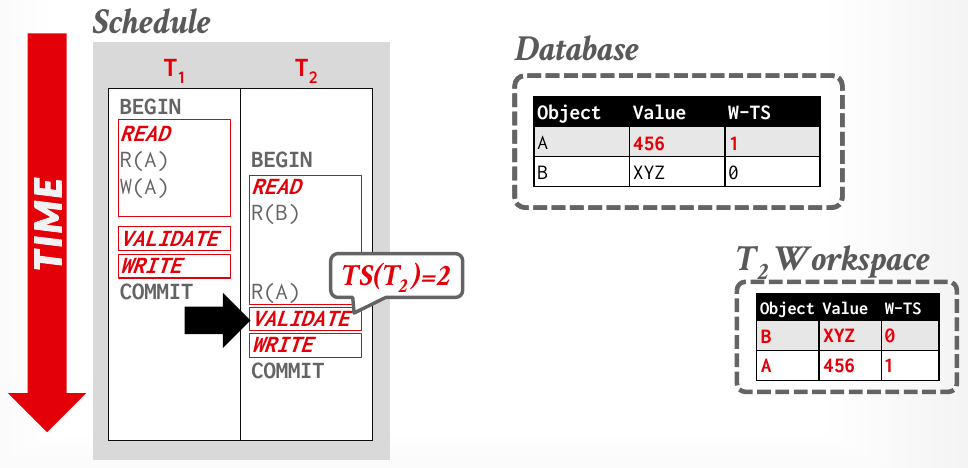 Schedule
TIME
T1 T2
BEGIN
READ
R(A)
W(A)
VALIDATE
WRITE
COMMIT
BEGIN
READ
R(B)
R(A)
VALIDATE
WRITE
COMMIT
TS(T2)=2
Database
Object Value W-TS
A 456 1
B XYZ 0
T2 Workspace
Object Value W-TS
B XYZ 0
A 456 1